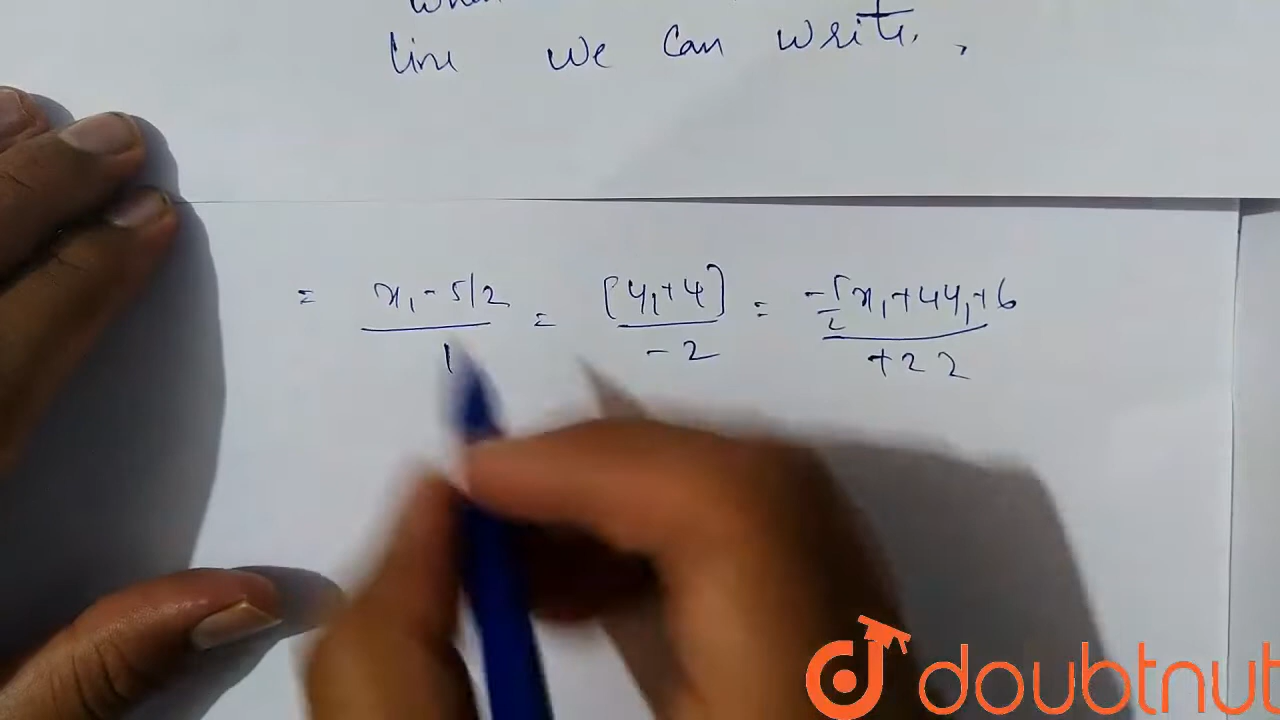 line we can write,
= x₁ - 5/2 / 1 = [y₁+4] / -2 = -5/2 x₁+4y₁+6 / +22
doubtnut